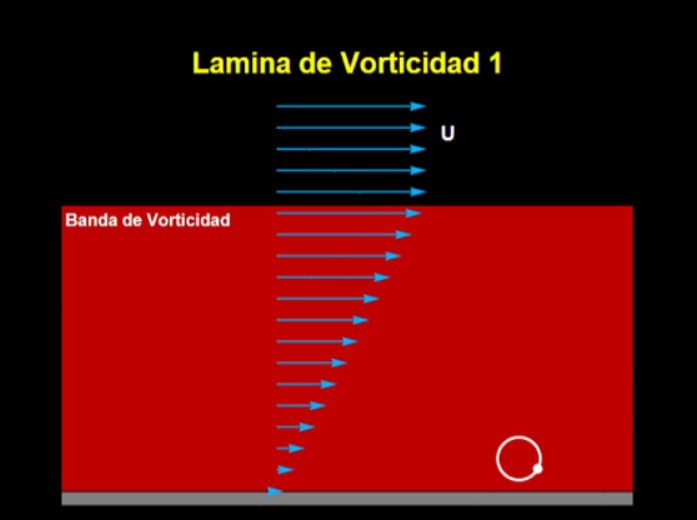 Lamina de Vorticidad 1
U
Banda de Vorticidad